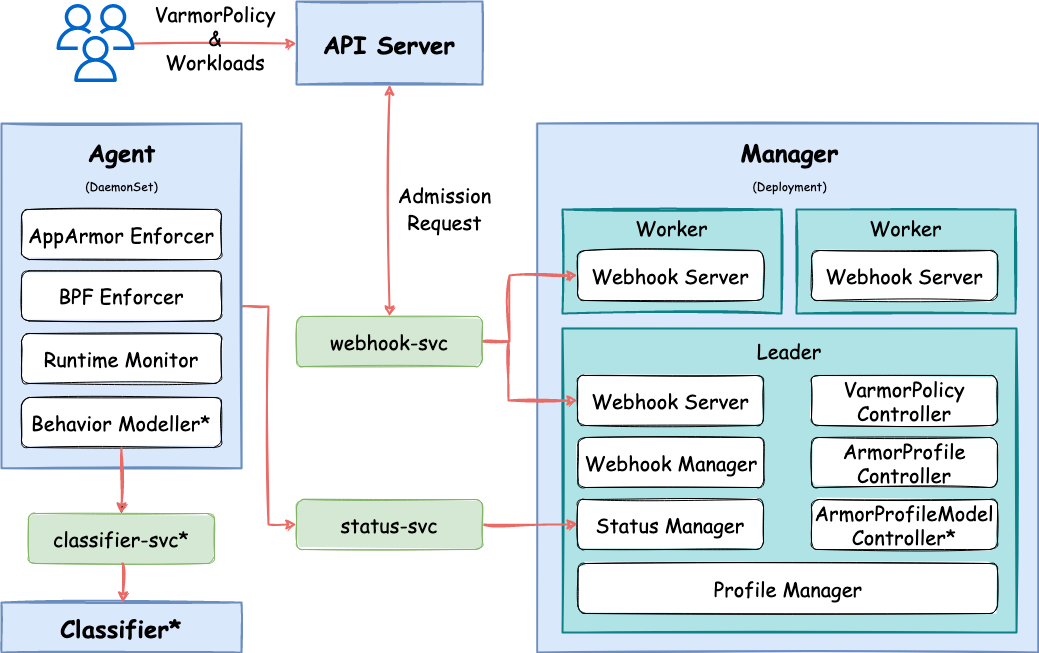 VarmorPolicy
&
Workloads
API Server
Agent
(DaemonSet)
AppArmor Enforcer
BPF Enforcer
Runtime Monitor
Behavior Modeller*
classifier-svc*
Classifier*
Admission
Request
webhook-svc
status-svc
Manager
(Deployment)
Worker
Webhook Server
Worker
Webhook Server
Leader
Webhook Server
VarmorPolicy
Controller
Webhook Manager
ArmorProfile
Controller
Status Manager
ArmorProfileModel
Controller*
Profile Manager